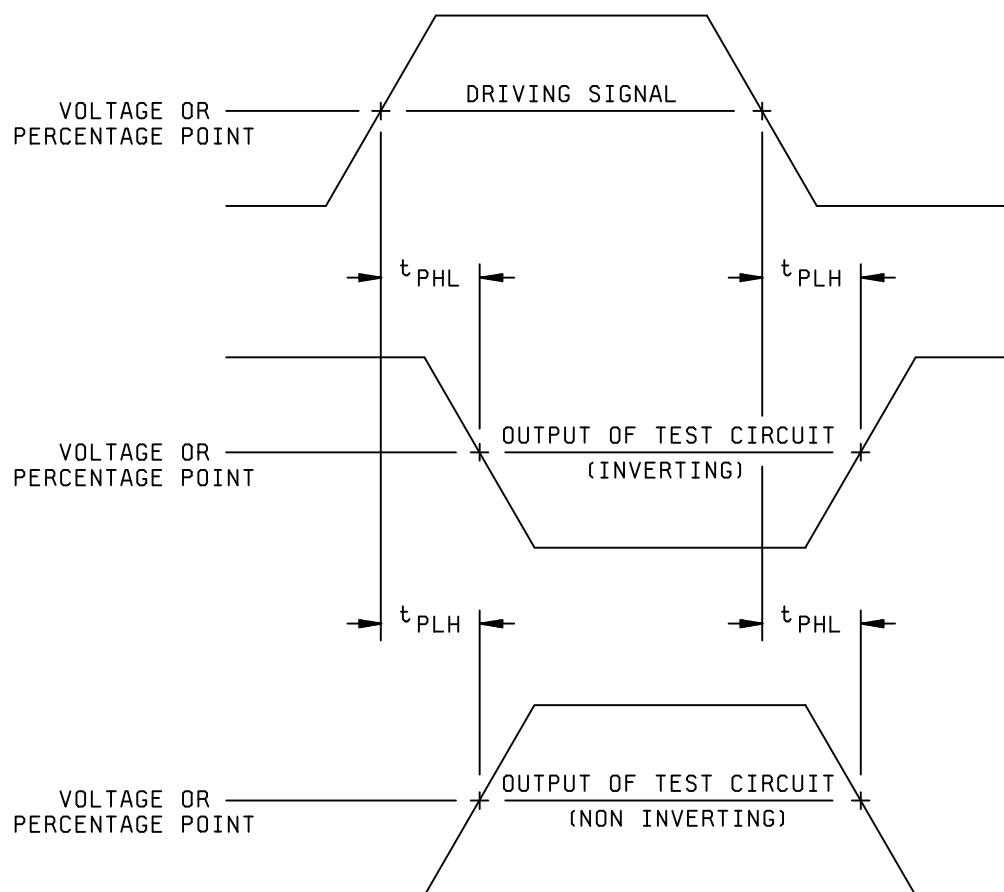 DRIVING SIGNAL
VOLTAGE OR
PERCENTAGE POINT
tPHL
tPLH
OUTPUT OF TEST CIRCUIT
VOLTAGE OR
(INVERTING)
PERCENTAGE POINT
tPLH
tPHL
OUTPUT OF TEST CIRCUIT
VOLTAGE OR
(NON INVERTING)
PERCENTAGE POINT